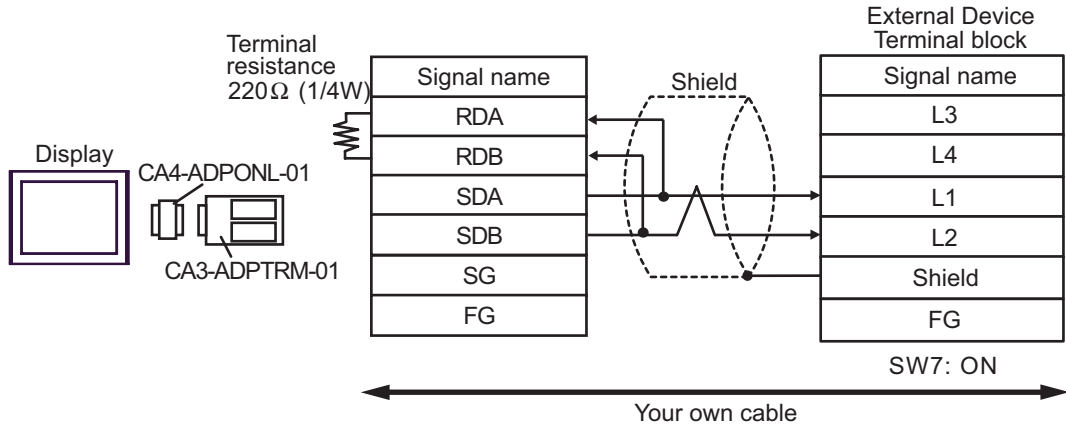 External Device
Terminal block
Terminal
resistance
220Ω (1/4W)
Signal name
RDA
RDB
SDA
SDB
SG
FG
Shield
Signal name
L3
L4
L1
L2
Shield
FG
Display
CA4-ADPONL-01
CA3-ADPTRM-01
SW7: ON
Your own cable